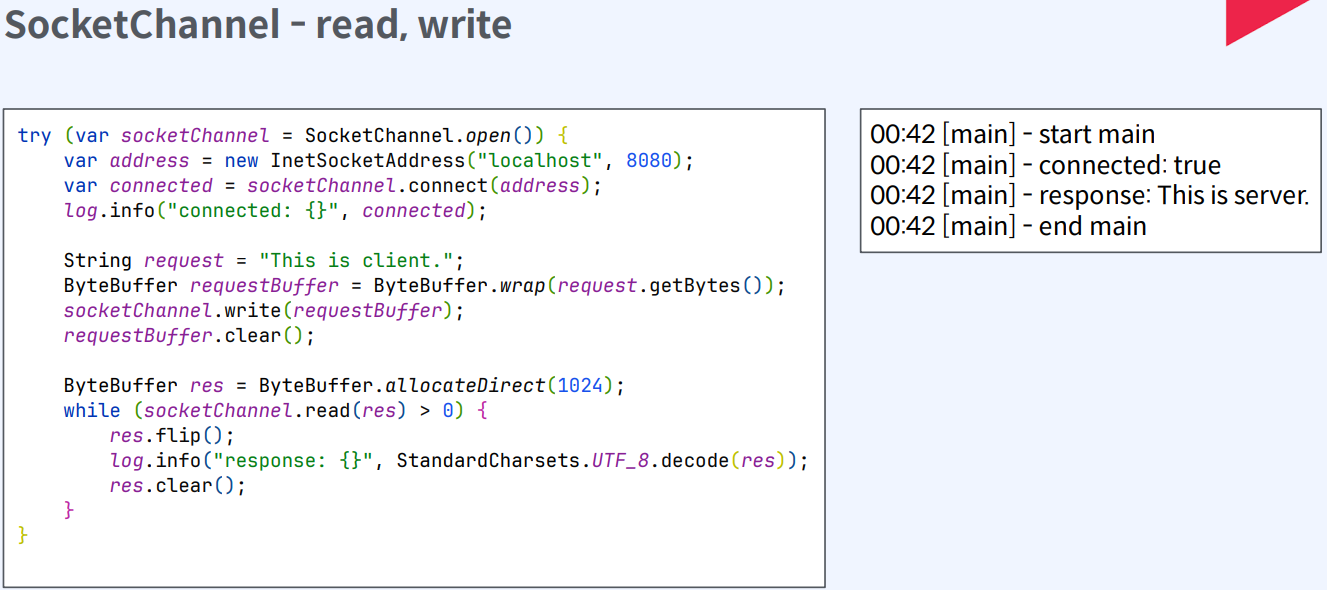 SocketChannel - read, write
try (var socketChannel = SocketChannel.open()) {
    var address = new InetSocketAddress("localhost", 8080);
    var connected = socketChannel.connect(address);
    log.info("connected: {}", connected);

    String request = "This is client.";
    ByteBuffer requestBuffer = ByteBuffer.wrap(request.getBytes());
    socketChannel.write(requestBuffer);
    requestBuffer.clear();

    ByteBuffer res = ByteBuffer.allocateDirect(1024);
    while (socketChannel.read(res) > 0) {
        res.flip();
        log.info("response: {}", StandardCharsets.UTF_8.decode(res));
        res.clear();
    }
}
00:42 [main] - start main
00:42 [main] - connected: true
00:42 [main] - response: This is server.
00:42 [main] - end main